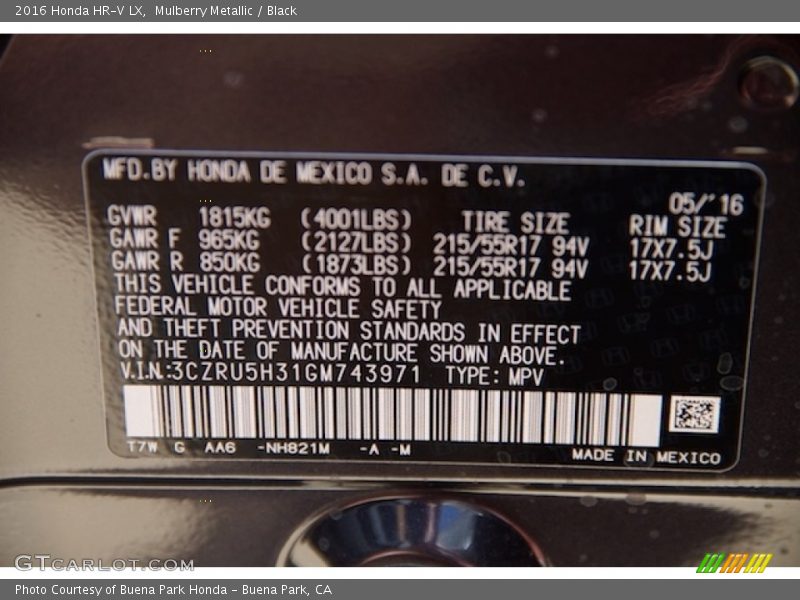 2016 Honda HR-V LX, Mulberry Metallic / Black
MFD.BY HONDA DE MEXICO S.A. DE C.V.
05/'16
GVWR 1815KG (4001LBS) TIRE SIZE RIM SIZE
GAWR F 965KG (2127LBS) 215/55R17 94V 17X7.5J
GAWR R 850KG (1873LBS) 215/55R17 94V 17X7.5J
THIS VEHICLE CONFORMS TO ALL APPLICABLE
FEDERAL MOTOR VEHICLE SAFETY
AND THEFT PREVENTION STANDARDS IN EFFECT
ON THE DATE OF MANUFACTURE SHOWN ABOVE.
V.I.N.:3CZRU5H31GM743971 TYPE: MPV
T7W G AA6 -NH821M -A -M
MADE IN MEXICO
GTCARLOT.COM
Photo Courtesy of Buena Park Honda - Buena Park, CA